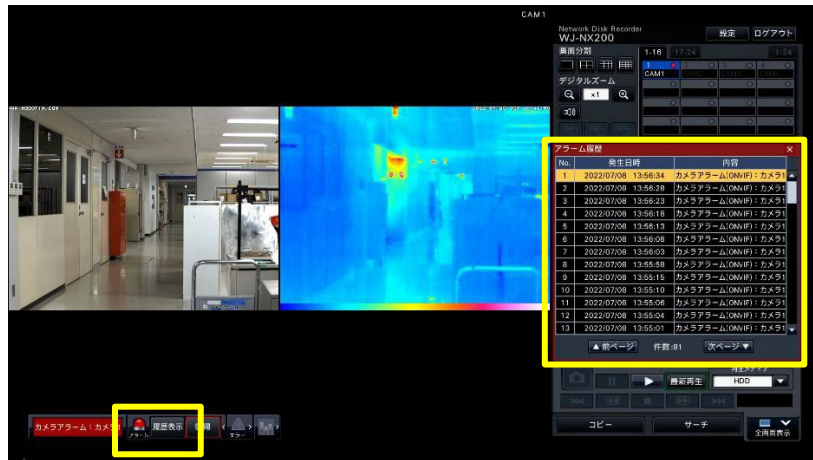 CAM1
Network Disk Recorder
WJ-NX200
設定
ログアウト
画面分割
1-16
17-24
1-24
1
CAM1
デジタルズーム
x1
アラーム履歴
×
No. 発生日時 内容
1 2022/07/08 13:56:34 カメラアラーム(ONVIF):カメラ1
2 2022/07/08 13:56:28 カメラアラーム(ONVIF):カメラ1
3 2022/07/08 13:56:23 カメラアラーム(ONVIF):カメラ1
4 2022/07/08 13:56:18 カメラアラーム(ONVIF):カメラ1
5 2022/07/08 13:56:13 カメラアラーム(ONVIF):カメラ1
6 2022/07/08 13:56:08 カメラアラーム(ONVIF):カメラ1
7 2022/07/08 13:56:03 カメラアラーム(ONVIF):カメラ1
8 2022/07/08 13:55:58 カメラアラーム(ONVIF):カメラ1
9 2022/07/08 13:55:15 カメラアラーム(ONVIF):カメラ1
10 2022/07/08 13:55:10 カメラアラーム(ONVIF):カメラ1
11 2022/07/08 13:55:06 カメラアラーム(ONVIF):カメラ1
12 2022/07/08 13:55:04 カメラアラーム(ONVIF):カメラ1
13 2022/07/08 13:55:01 カメラアラーム(ONVIF):カメラ1
▲ 前ページ 件数:81 次ページ ▼
最新再生
HDD
コピー
サーチ
全画面表示
カメラアラーム:カメラ1
アラーム
履歴表示
エラー